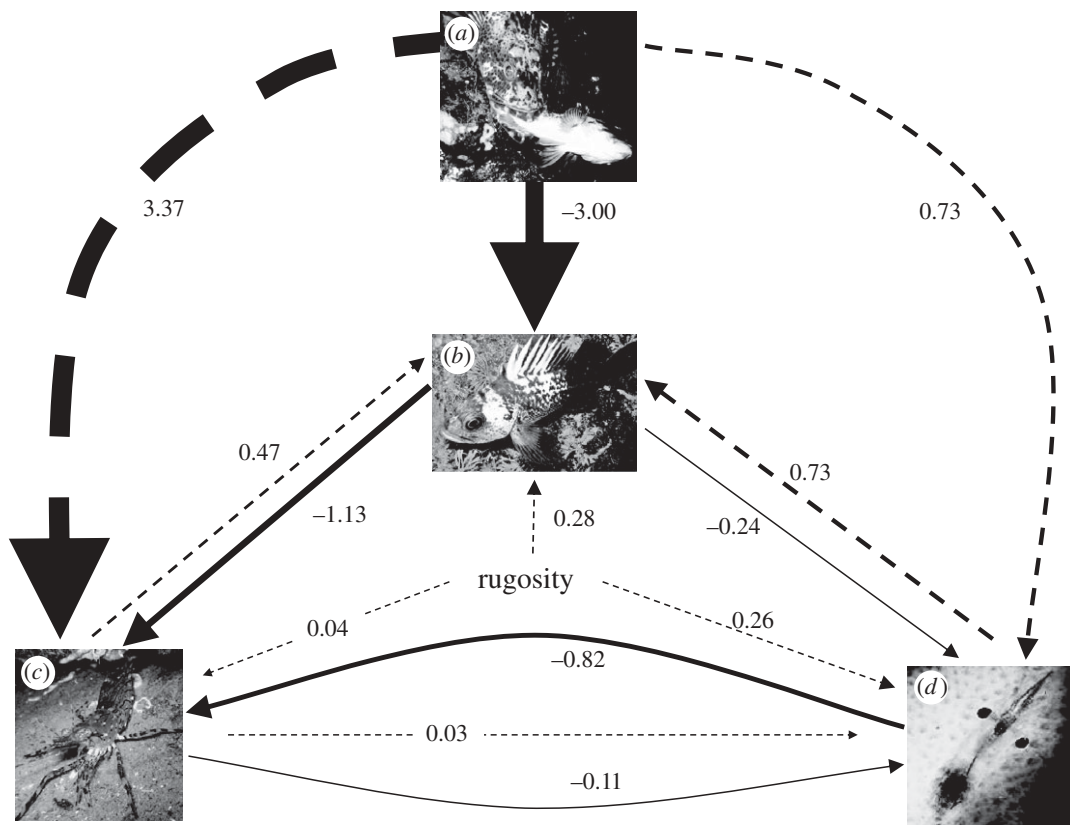 (a)
3.37
–3.00
0.73
(b)
0.47
–1.13
0.28
0.73
–0.24
rugosity
0.04
0.26
–0.82
(c)
(d)
0.03
–0.11